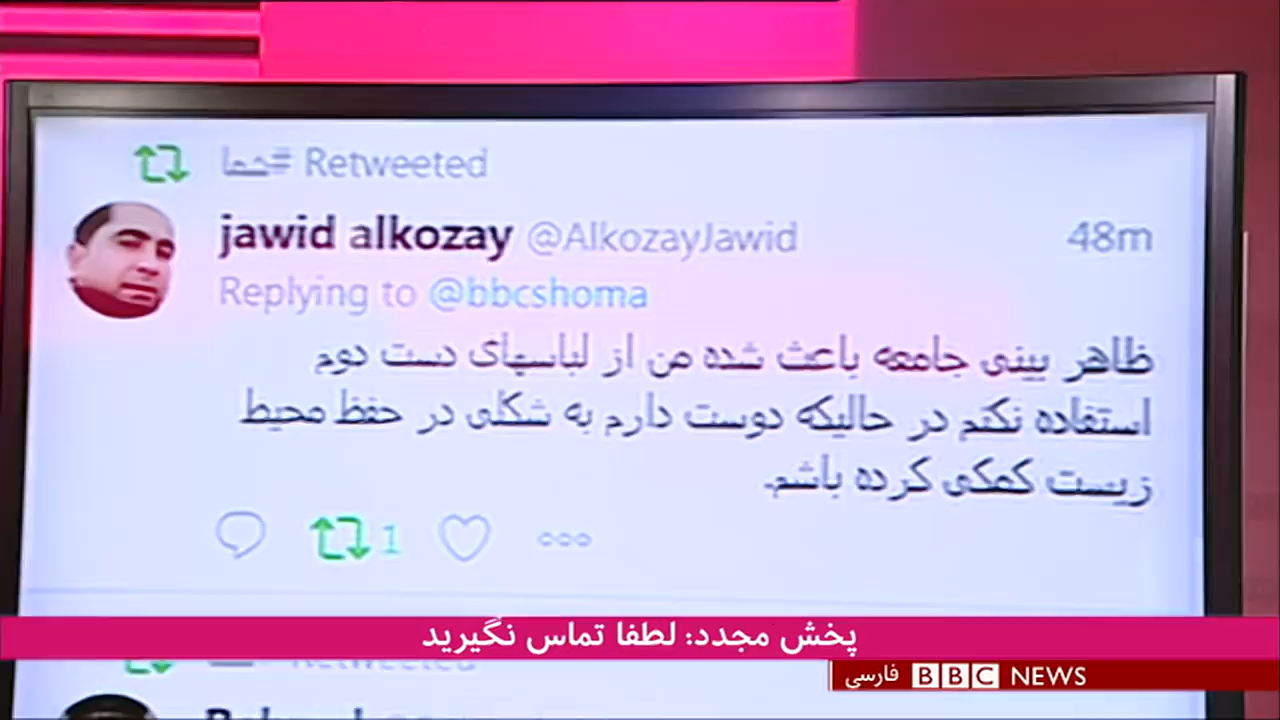 #شما Retweeted
jawid alkozay @AlkozayJawid 48m
Replying to @bbcshoma
ظاهر بینی جامعه باعث شده من از لباسهای دست دوم
استفاده نکنم در حالیکه دوست دارم به شکلی در حفظ محیط
زیست کمکی کرده باشم.
1
پخش مجدد: لطفا تماس نگیرید
Retweeted
BBC NEWS فارسی